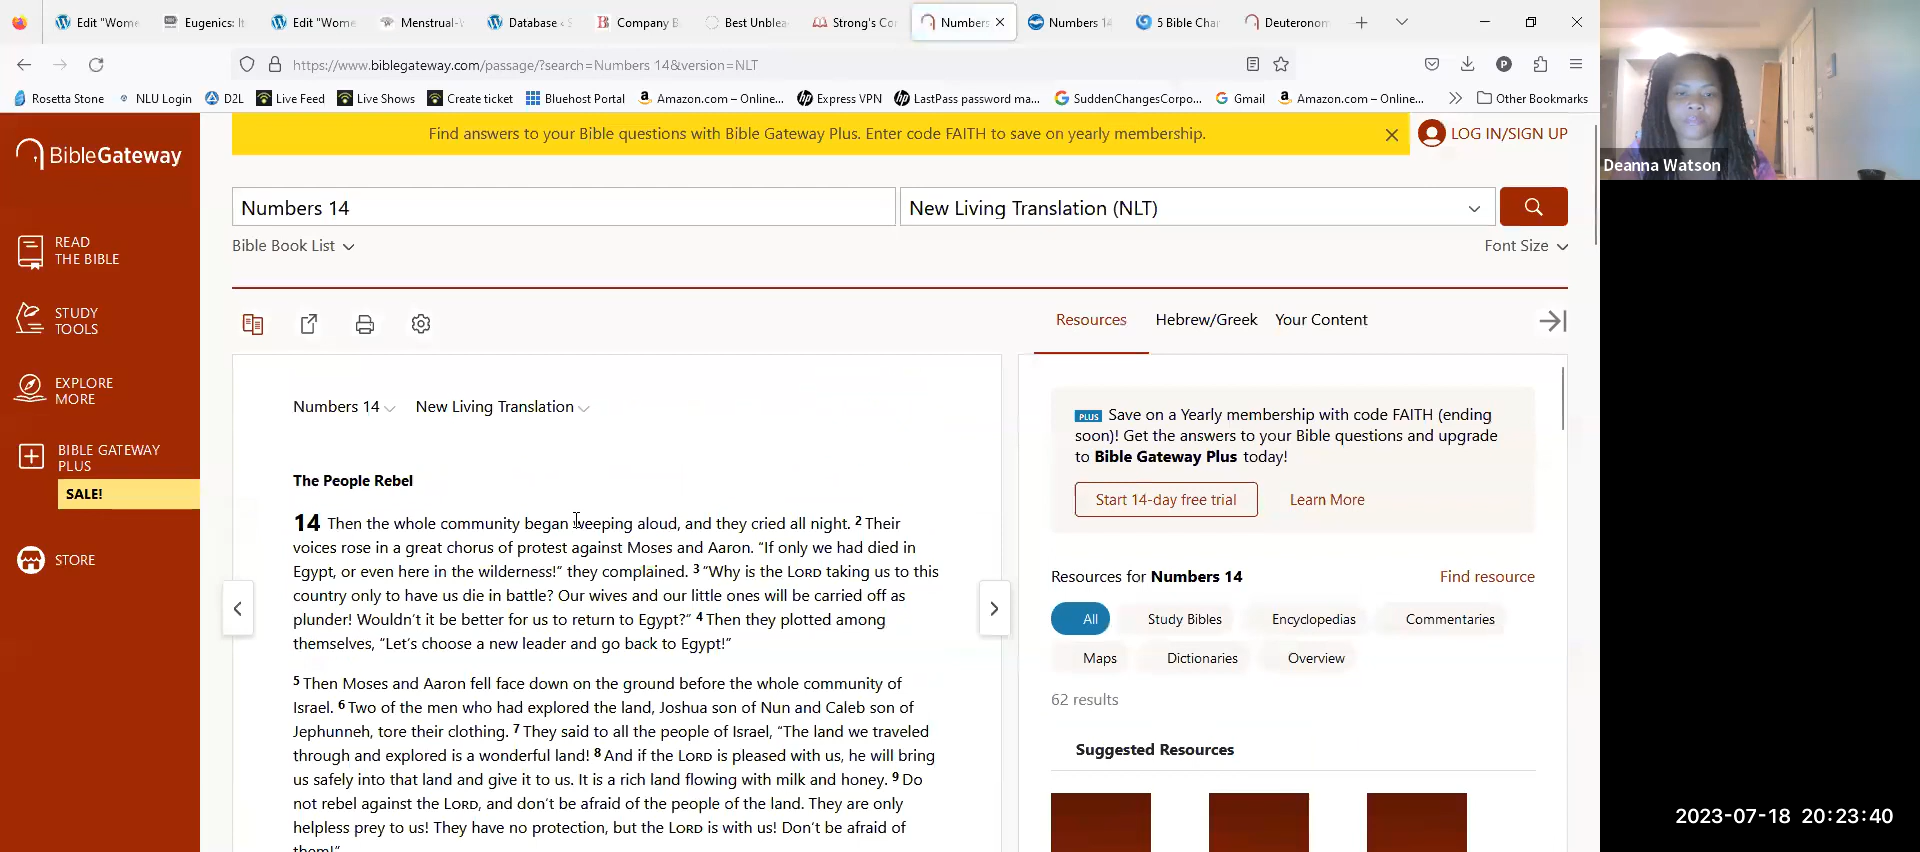 Edit "Wome
Eugenics: It
Edit "Wome
Menstrual-
Database ‹ S
Company B
Best Unblea
Strong's Co
Numbers
Numbers 14
5 Bible Cha
Deuteronom
https://www.biblegateway.com/passage/?search=Numbers 14&version=NLT
Rosetta Stone
NLU Login
D2L
Live Feed
Live Shows
Create ticket
Bluehost Portal
Amazon.com – Online...
Express VPN
LastPass password ma...
SuddenChangesCorpo...
Gmail
Amazon.com – Online...
Other Bookmarks
Deanna Watson
BibleGateway
Find answers to your Bible questions with Bible Gateway Plus. Enter code FAITH to save on yearly membership.
LOG IN/SIGN UP
Numbers 14
New Living Translation (NLT)
Bible Book List
Font Size
READ
THE BIBLE
STUDY
TOOLS
EXPLORE
MORE
BIBLE GATEWAY
PLUS
SALE!
STORE
Resources
Hebrew/Greek
Your Content
Numbers 14
New Living Translation
The People Rebel
14 Then the whole community began weeping aloud, and they cried all night. 2 Their
voices rose in a great chorus of protest against Moses and Aaron. “If only we had died in
Egypt, or even here in the wilderness!” they complained. 3 “Why is the LORD taking us to this
country only to have us die in battle? Our wives and our little ones will be carried off as
plunder! Wouldn’t it be better for us to return to Egypt?” 4 Then they plotted among
themselves, “Let’s choose a new leader and go back to Egypt!”
5 Then Moses and Aaron fell face down on the ground before the whole community of
Israel. 6 Two of the men who had explored the land, Joshua son of Nun and Caleb son of
Jephunneh, tore their clothing. 7 They said to all the people of Israel, “The land we traveled
through and explored is a wonderful land! 8 And if the LORD is pleased with us, he will bring
us safely into that land and give it to us. It is a rich land flowing with milk and honey. 9 Do
not rebel against the LORD, and don’t be afraid of the people of the land. They are only
helpless prey to us! They have no protection, but the LORD is with us! Don’t be afraid of
them!”
PLUS Save on a Yearly membership with code FAITH (ending
soon)! Get the answers to your Bible questions and upgrade
to Bible Gateway Plus today!
Start 14-day free trial
Learn More
Resources for Numbers 14
Find resource
All
Study Bibles
Encyclopedias
Commentaries
Maps
Dictionaries
Overview
62 results
Suggested Resources
2023-07-18 20:23:40